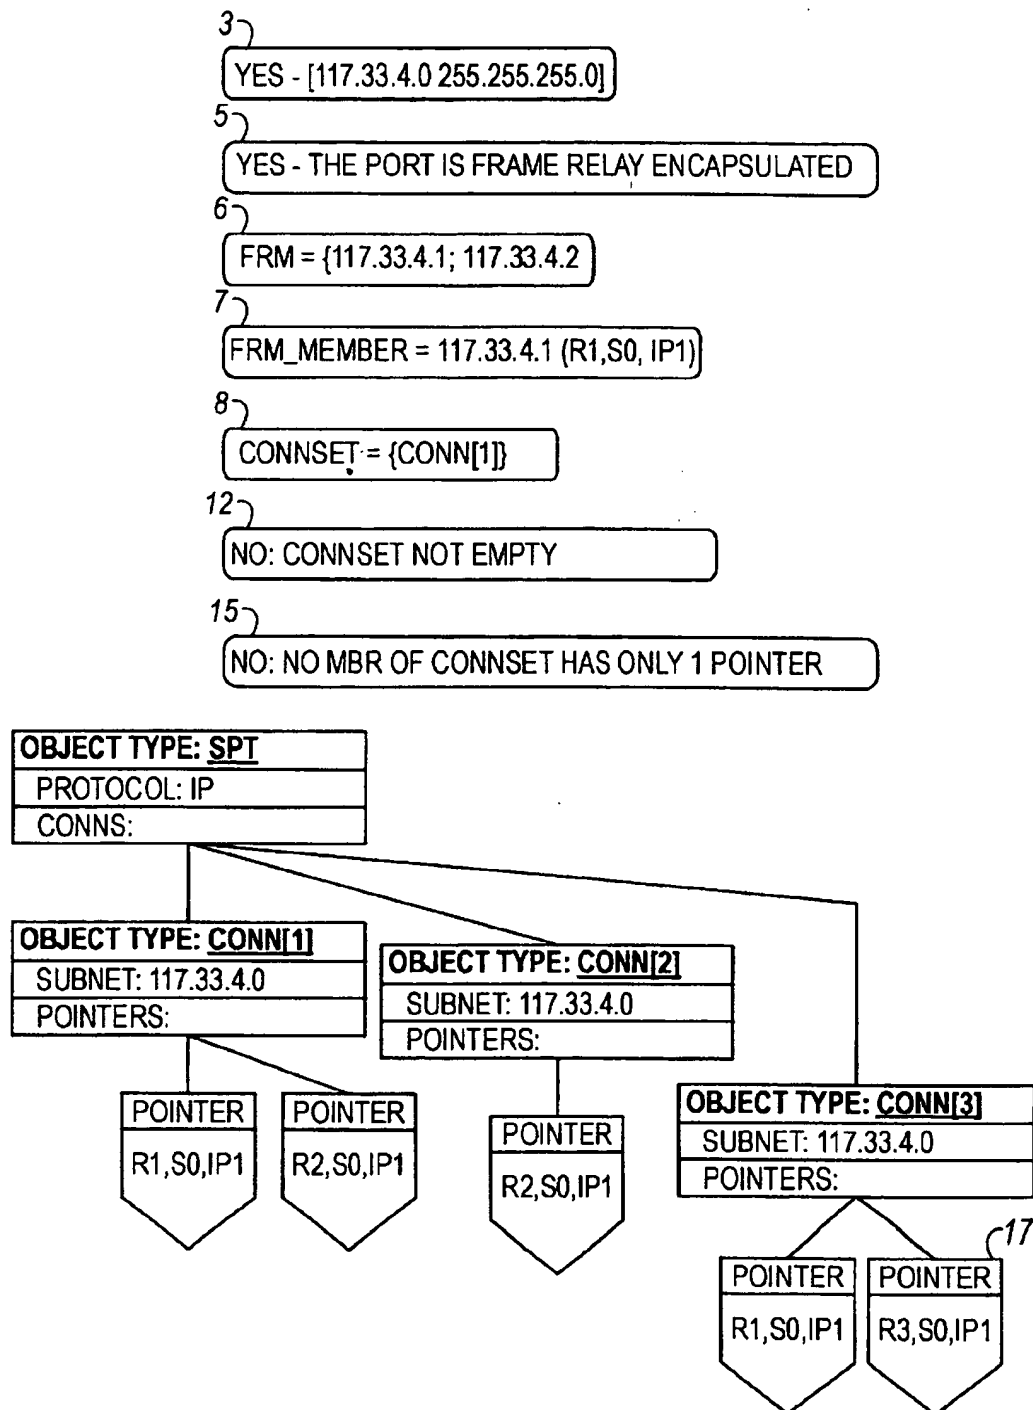 3
YES - [117.33.4.0 255.255.255.0]
5
YES - THE PORT IS FRAME RELAY ENCAPSULATED
6
FRM = {117.33.4.1; 117.33.4.2
7
FRM_MEMBER = 117.33.4.1 (R1,S0, IP1)
8
CONNSET = {CONN[1]}
12
NO: CONNSET NOT EMPTY
15
NO: NO MBR OF CONNSET HAS ONLY 1 POINTER
OBJECT TYPE: SPT
PROTOCOL: IP
CONNS:
OBJECT TYPE: CONN[1]
SUBNET: 117.33.4.0
POINTERS:
POINTER
R1,S0,IP1
POINTER
R2,S0,IP1
OBJECT TYPE: CONN[2]
SUBNET: 117.33.4.0
POINTERS:
POINTER
R2,S0,IP1
OBJECT TYPE: CONN[3]
SUBNET: 117.33.4.0
POINTERS:
17
POINTER
R1,S0,IP1
POINTER
R3,S0,IP1